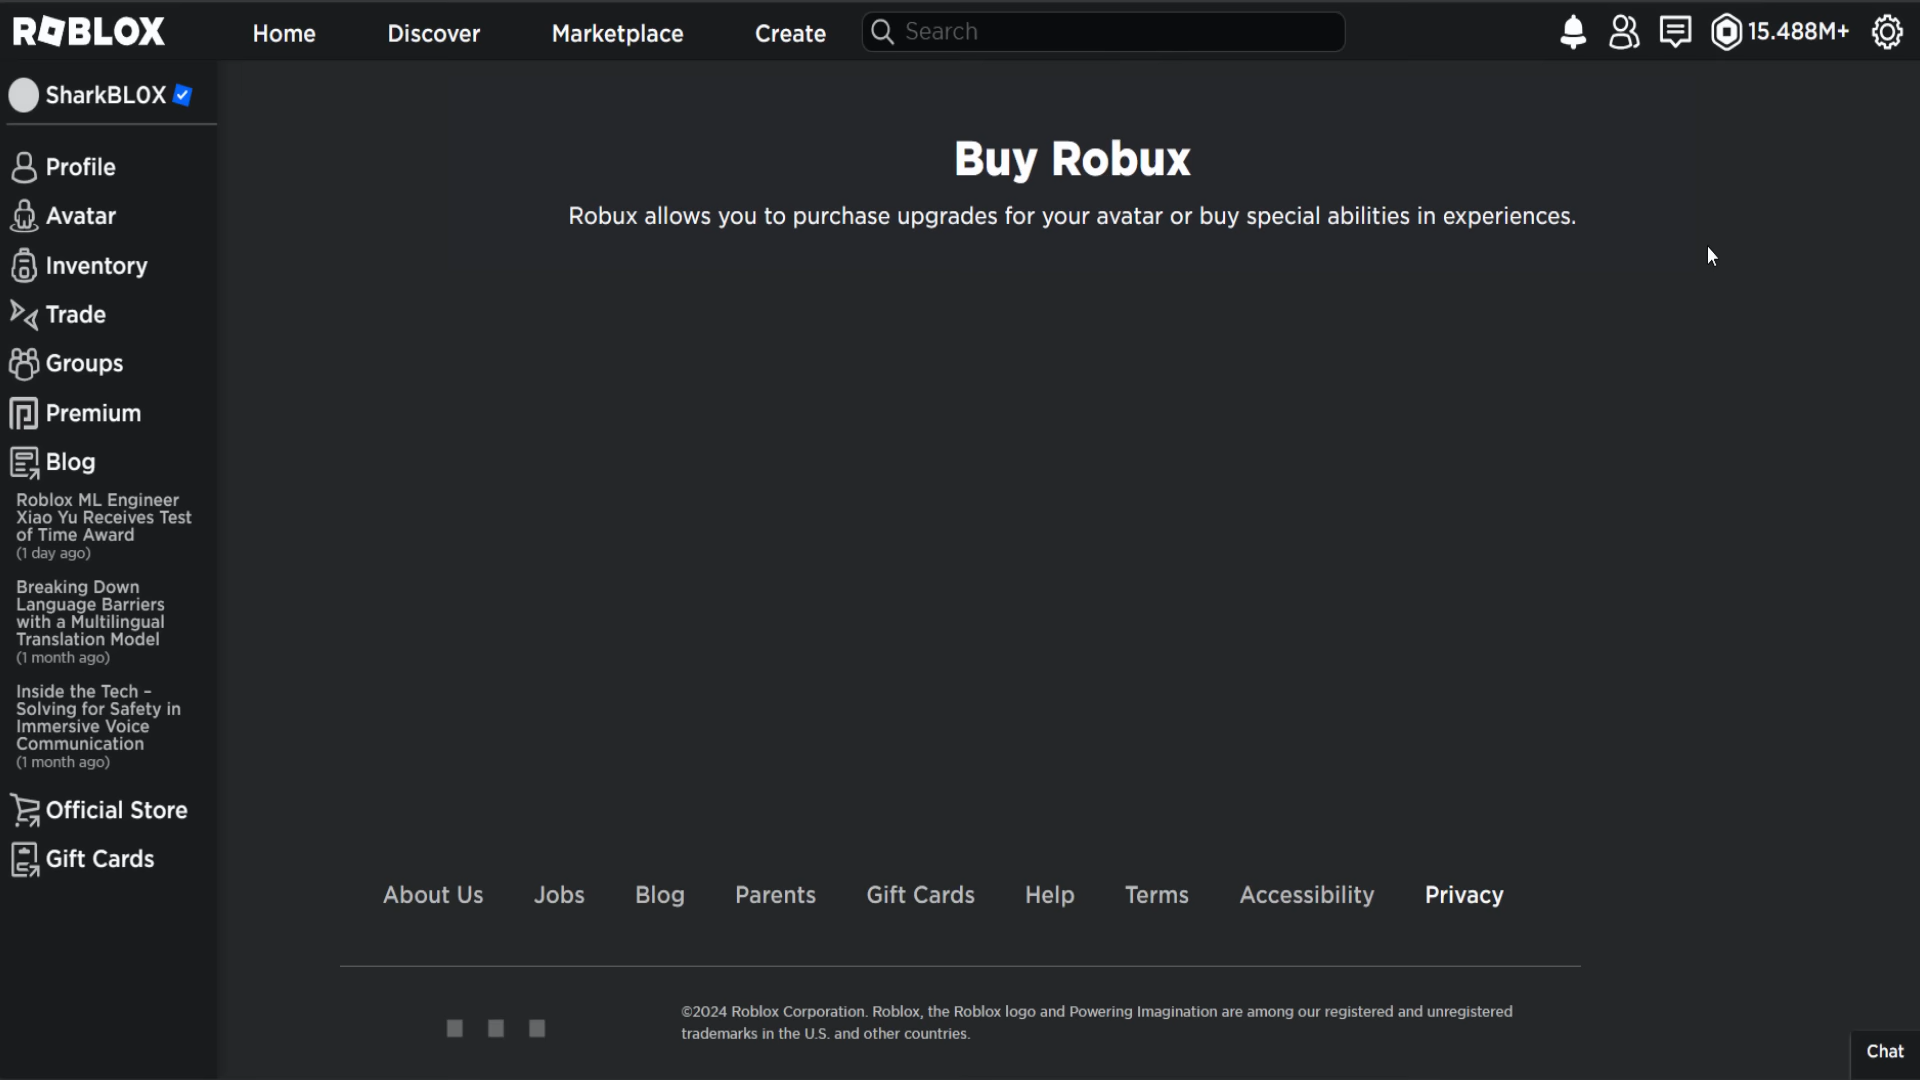 ROBLOX
Home
Discover
Marketplace
Create
Search
15.488M+
SharkBL0X
Profile
Avatar
Inventory
Trade
Groups
Premium
Blog
Roblox ML Engineer
Xiao Yu Receives Test
of Time Award
(1 day ago)
Breaking Down
Language Barriers
with a Multilingual
Translation Model
(1 month ago)
Inside the Tech –
Solving for Safety in
Immersive Voice
Communication
(1 month ago)
Official Store
Gift Cards
Buy Robux
Robux allows you to purchase upgrades for your avatar or buy special abilities in experiences.
About Us
Jobs
Blog
Parents
Gift Cards
Help
Terms
Accessibility
Privacy
©2024 Roblox Corporation. Roblox, the Roblox logo and Powering Imagination are among our registered and unregistered
trademarks in the U.S. and other countries.
Chat